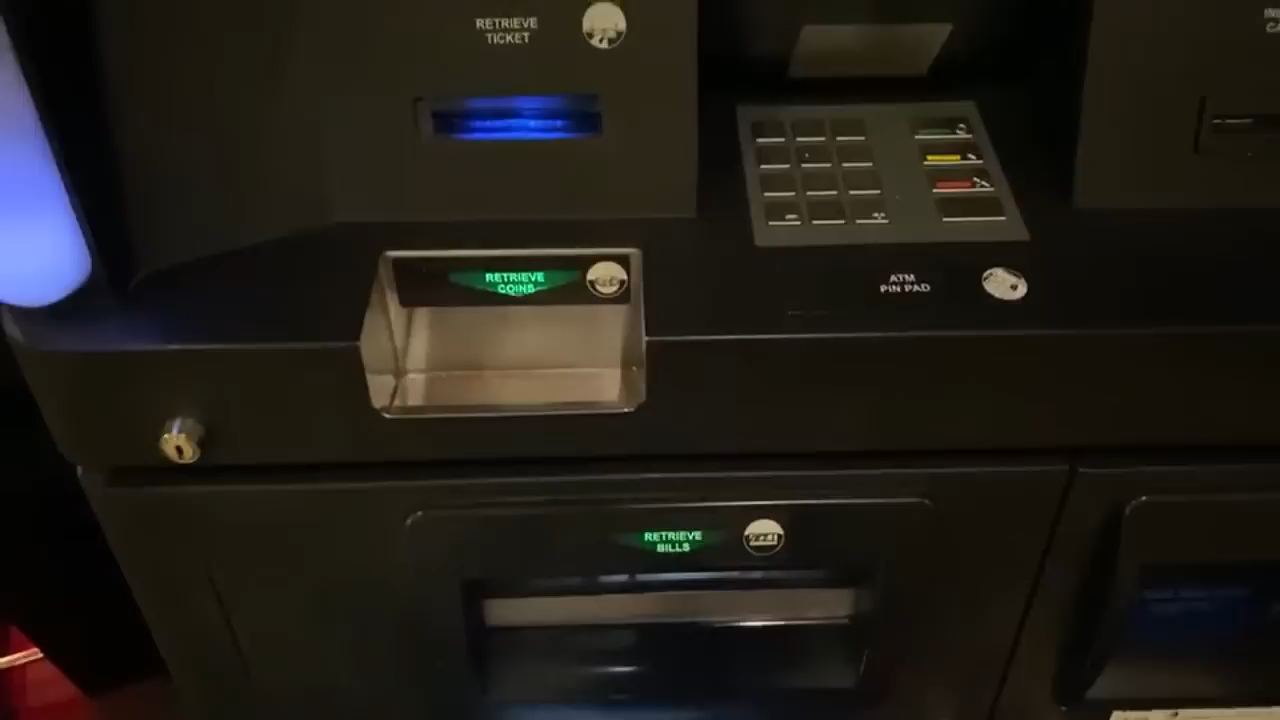 RETRIEVE
TICKET
RETRIEVE
COINS
ATM
PIN PAD
RETRIEVE
BILLS